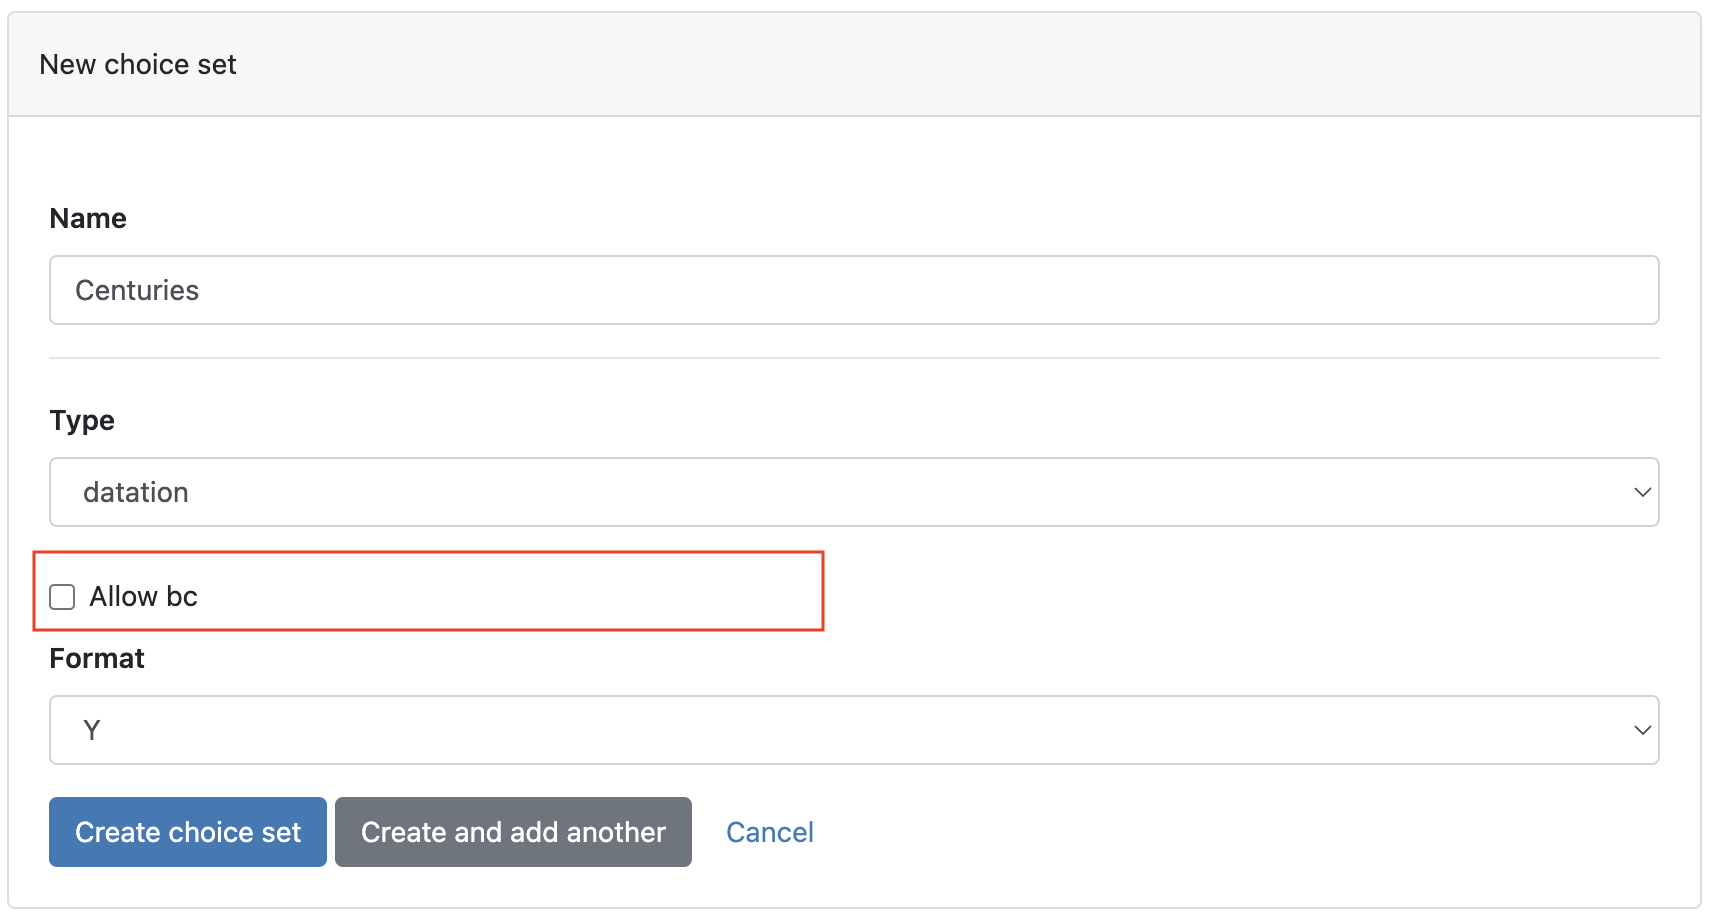 New choice set
Name
Centuries
Type
datation
Allow bc
Format
Y
Create choice set Create and add another Cancel